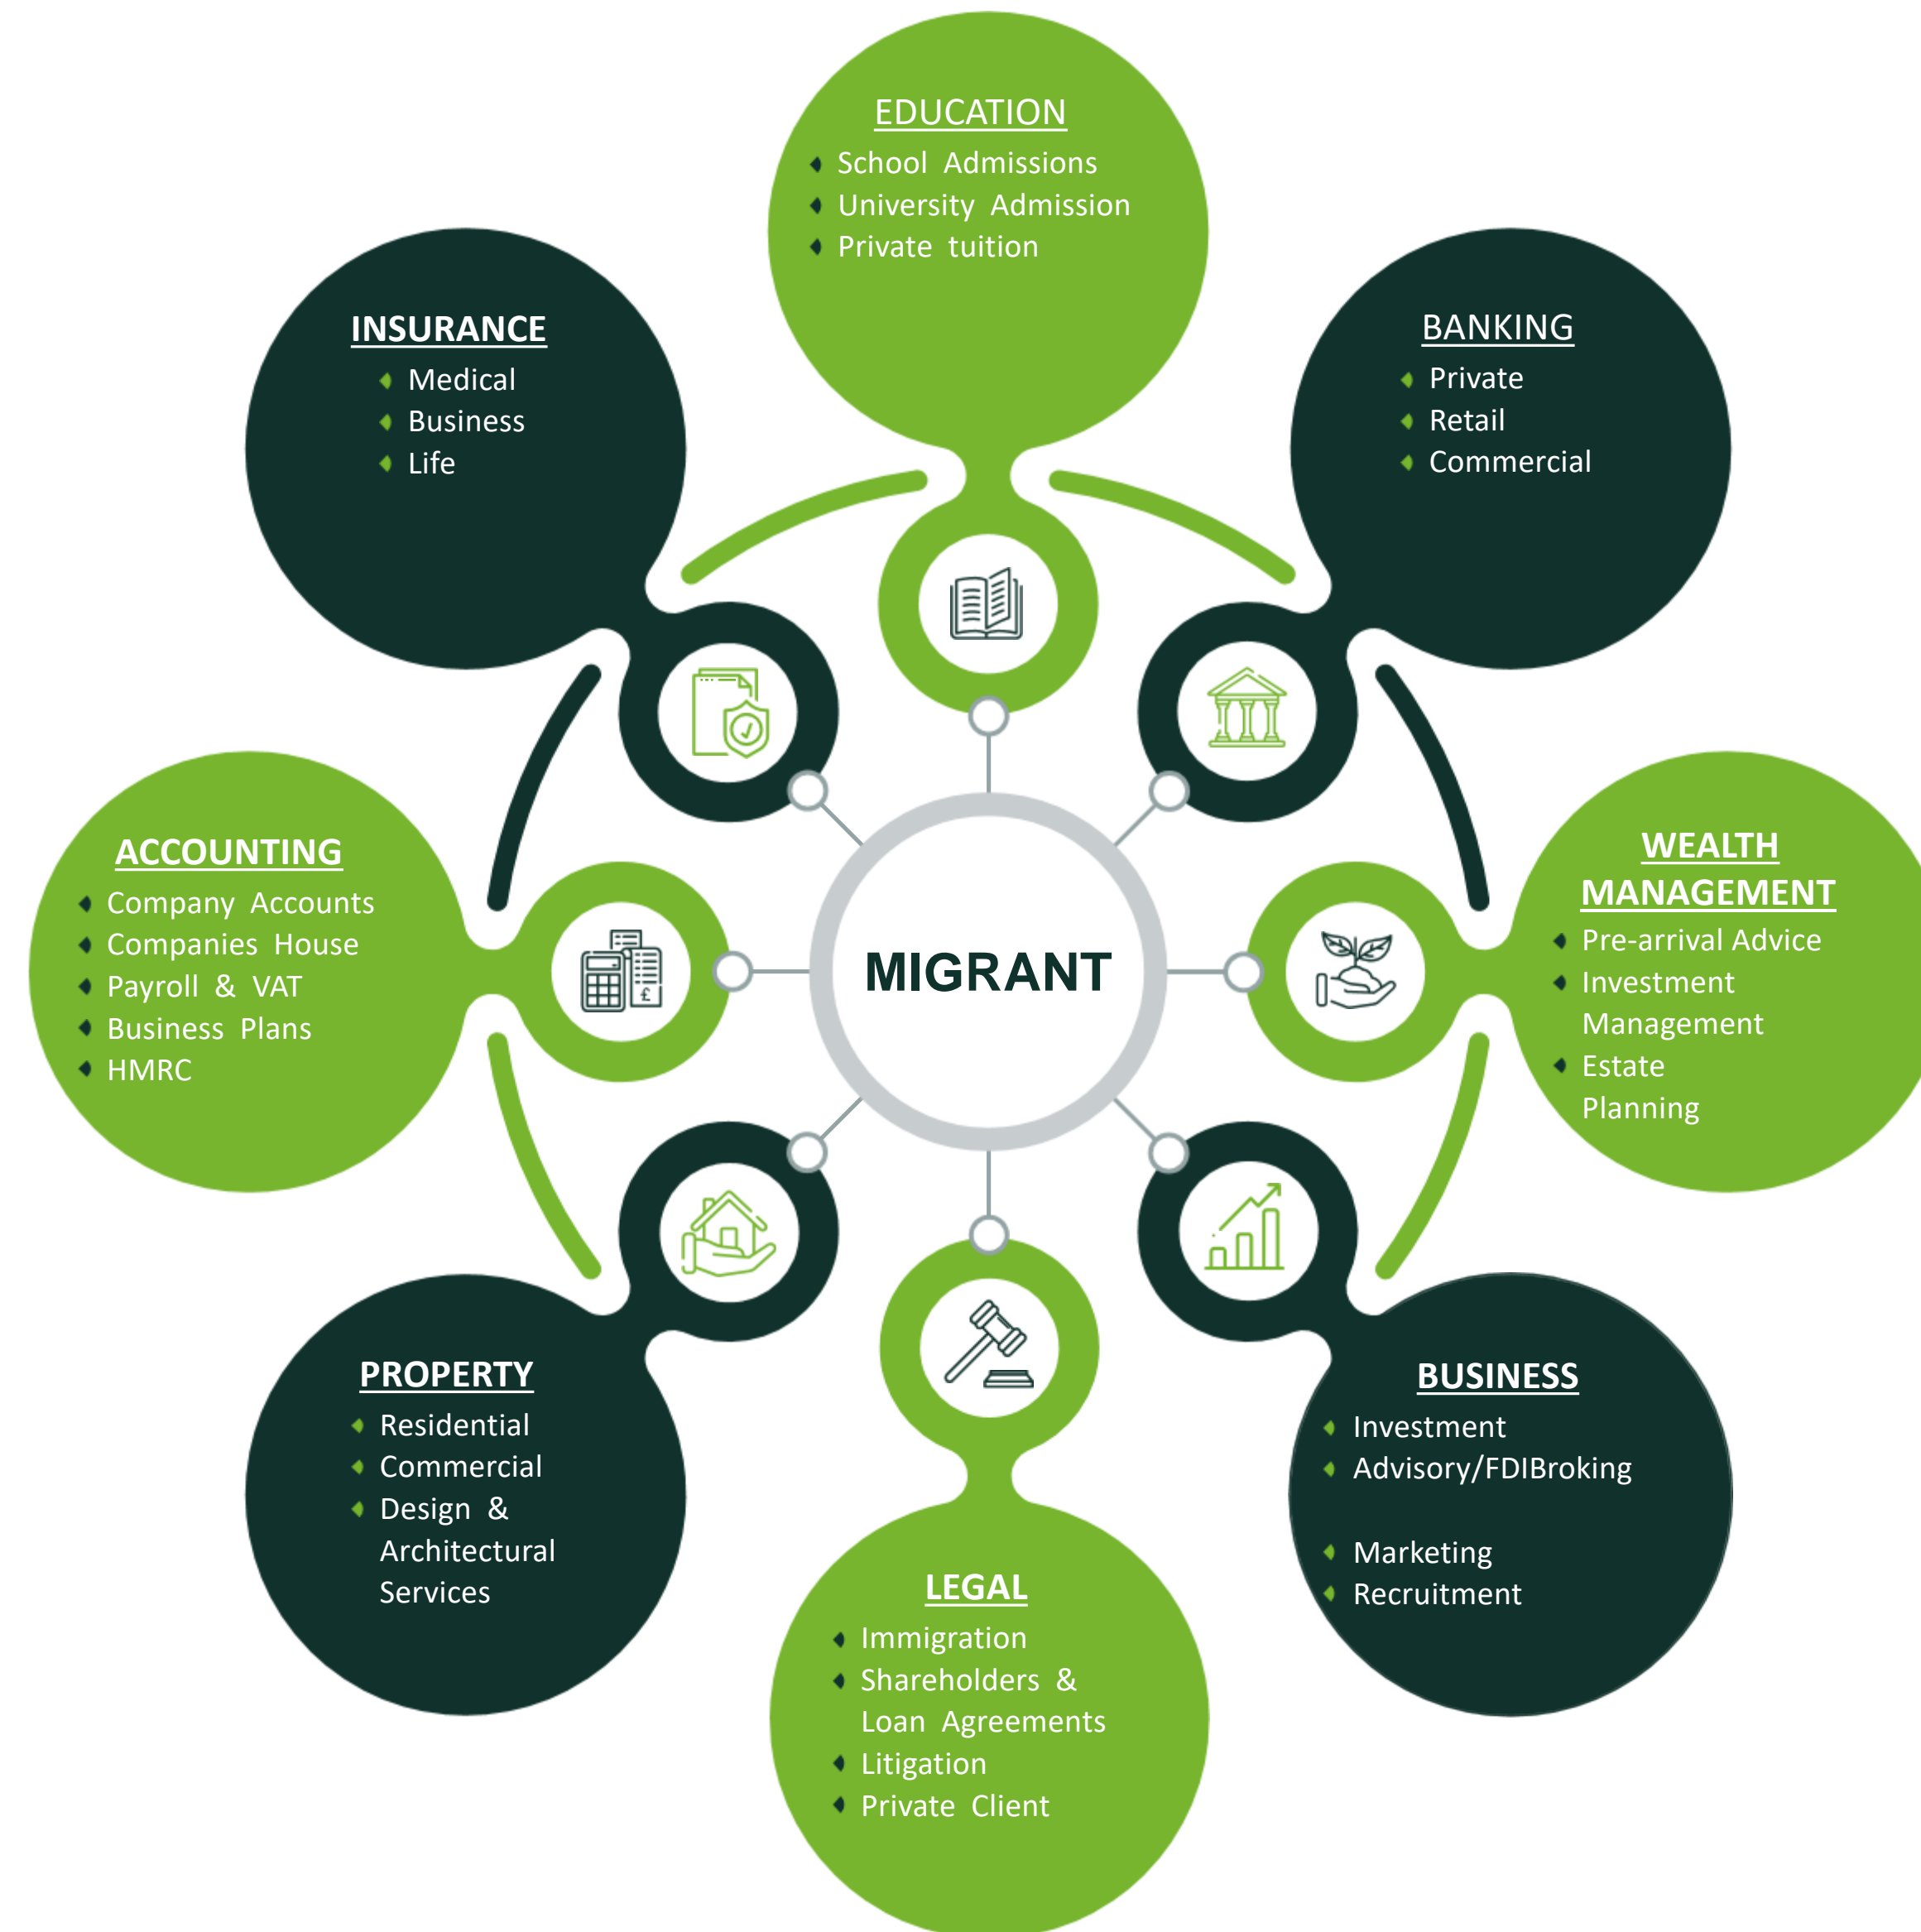 EDUCATION
School Admissions
University Admission
Private tuition
INSURANCE
Medical
Business
Life
BANKING
Private
Retail
Commercial
ACCOUNTING
Company Accounts
Companies House
Payroll & VAT
Business Plans
HMRC
£
MIGRANT
WEALTH
MANAGEMENT
Pre-arrival Advice
Investment
Management
Estate
Planning
PROPERTY
Residential
Commercial
Design &
Architectural
Services
BUSINESS
Investment
Advisory/FDIBroking
Marketing
Recruitment
LEGAL
Immigration
Shareholders &
Loan Agreements
Litigation
Private Client